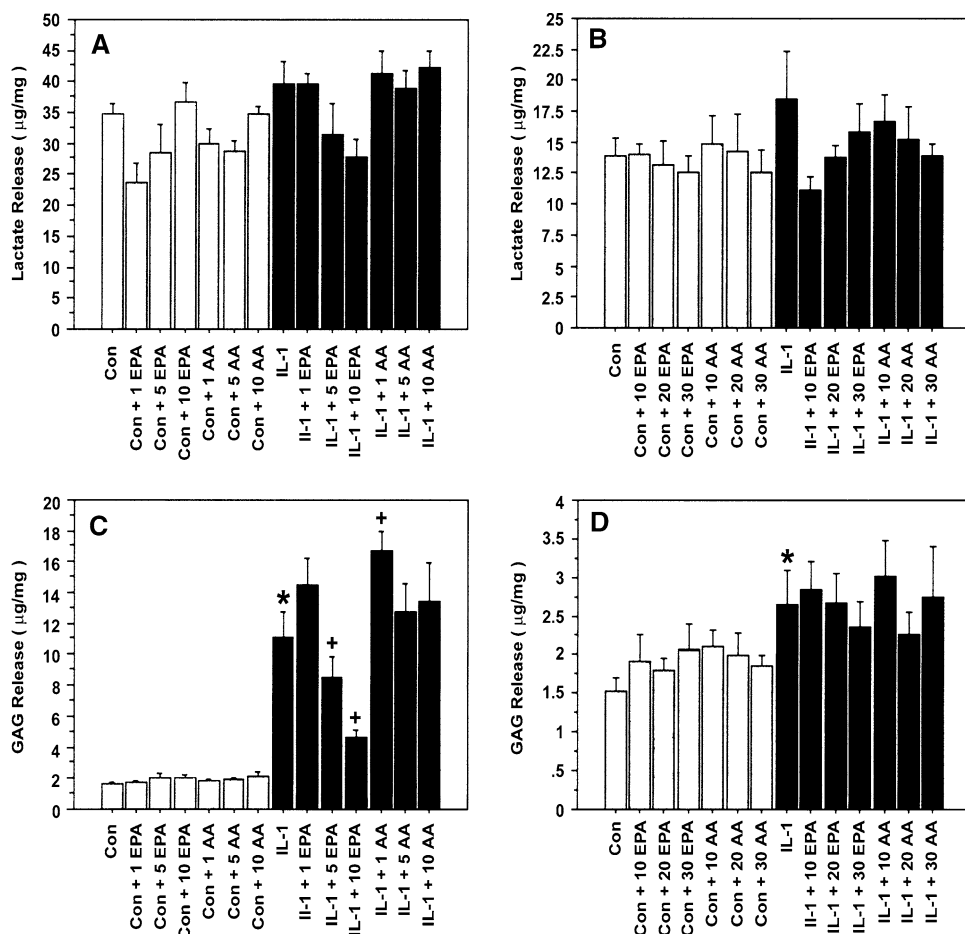 A
Lactate Release ( μg/mg )
50
45
40
35
30
25
20
15
10
5
0
Con
Con + 1 EPA
Con + 5 EPA
Con + 10 EPA
Con + 1 AA
Con + 5 AA
Con + 10 AA
IL-1
Il-1 + 1 EPA
IL-1 + 5 EPA
IL-1 + 10 EPA
IL-1 + 1 AA
IL-1 + 5 AA
IL-1 + 10 AA
B
Lactate Release ( μg/mg )
25
22.5
20
17.5
15
12.5
10
7.5
5
2.5
0
Con
Con + 10 EPA
Con + 20 EPA
Con + 30 EPA
Con + 10 AA
Con + 20 AA
Con + 30 AA
IL-1
Il-1 + 10 EPA
IL-1 + 20 EPA
IL-1 + 30 EPA
IL-1 + 10 AA
IL-1 + 20 AA
IL-1 + 30 AA
C
GAG Release ( μg/mg )
20
18
16
14
12
10
8
6
4
2
0
*
+
+
+
Con
Con + 1 EPA
Con + 5 EPA
Con + 10 EPA
Con + 1 AA
Con + 5 AA
Con + 10 AA
IL-1
Il-1 + 1 EPA
IL-1 + 5 EPA
IL-1 + 10 EPA
IL-1 + 1 AA
IL-1 + 5 AA
IL-1 + 10 AA
D
GAG Release ( μg/mg )
4
3.5
3
2.5
2
1.5
1
.5
0
*
Con
Con + 10 EPA
Con + 20 EPA
Con + 30 EPA
Con + 10 AA
Con + 20 AA
Con + 30 AA
IL-1
Il-1 + 10 EPA
IL-1 + 20 EPA
IL-1 + 30 EPA
IL-1 + 10 AA
IL-1 + 20 AA
IL-1 + 30 AA